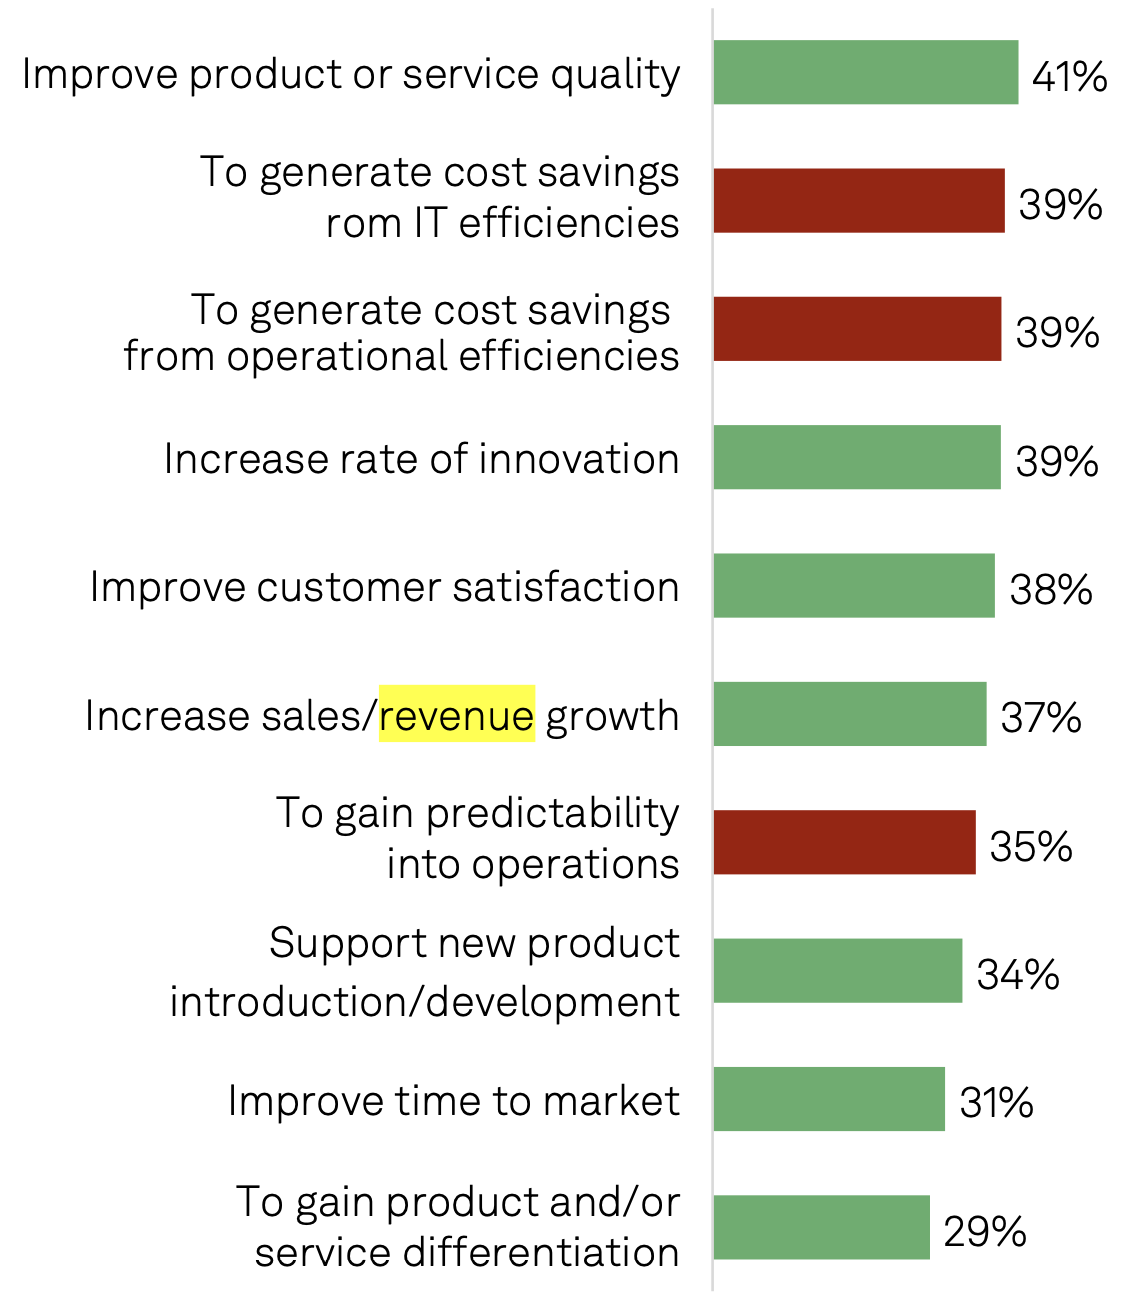 Improve product or service quality 41%
To generate cost savings
rom IT efficiencies 39%
To generate cost savings
from operational efficiencies 39%
Increase rate of innovation 39%
Improve customer satisfaction 38%
Increase sales/revenue growth 37%
To gain predictability
into operations 35%
Support new product
introduction/development 34%
Improve time to market 31%
To gain product and/or
service differentiation 29%